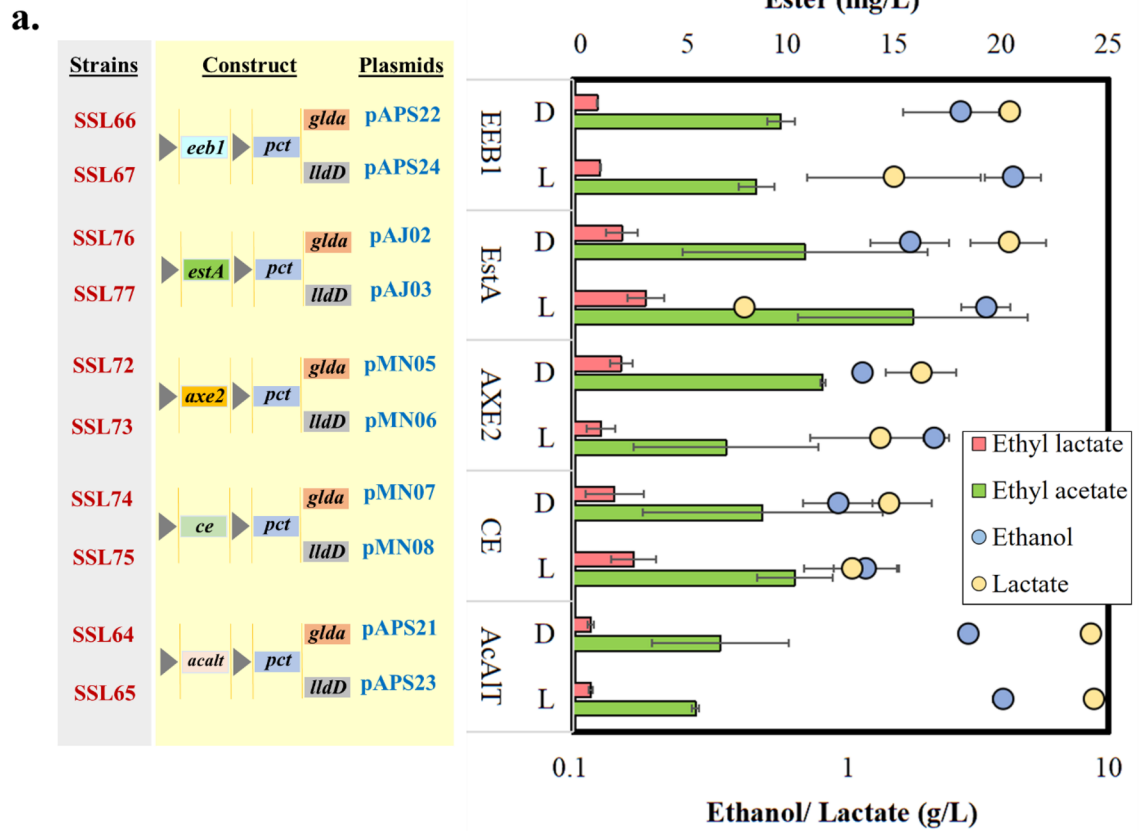 a.
Strains Construct Plasmids
SSL66
SSL67
eeb1 pct glda lldD
pAPS22
pAPS24
SSL76
SSL77
estA pct glda lldD
pAJ02
pAJ03
SSL72
SSL73
axe2 pct glda lldD
pMN05
pMN06
SSL74
SSL75
ce pct glda lldD
pMN07
pMN08
SSL64
SSL65
acalt pct glda lldD
pAPS21
pAPS23
Ester (mg/L)
0 5 10 15 20 25
EEB1
D
L
EstA
D
L
AXE2
D
L
CE
D
L
AcAlT
D
L
Ethyl lactate
Ethyl acetate
Ethanol
Lactate
0.1 1 10
Ethanol/ Lactate (g/L)